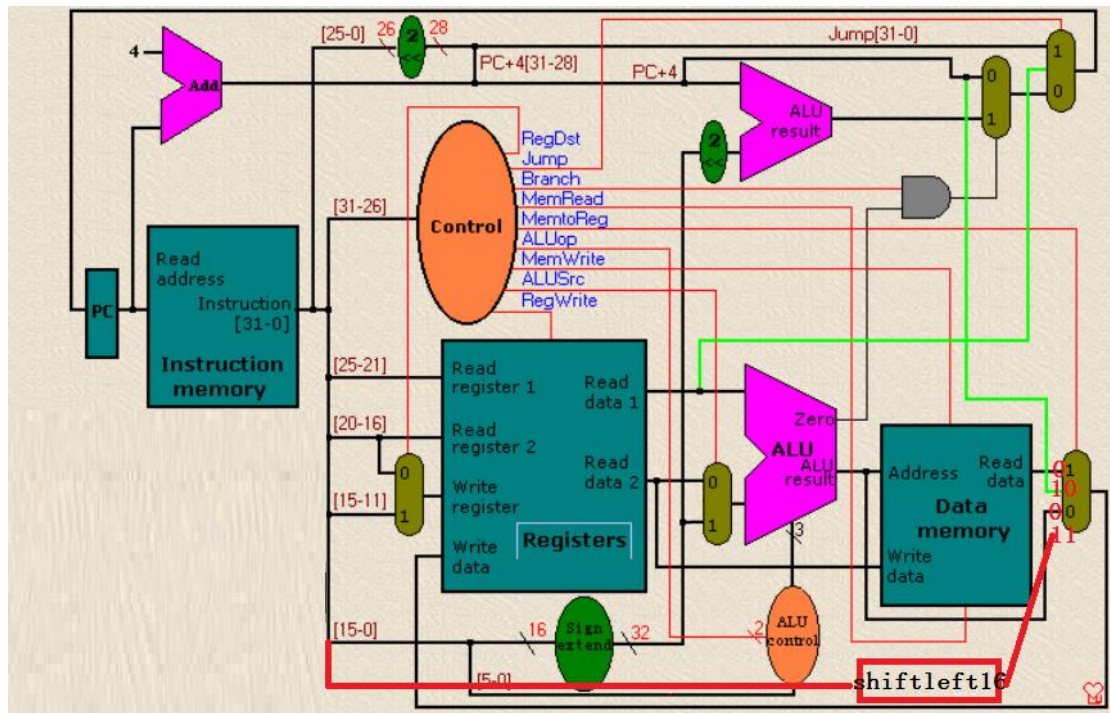 [25-0]
26
2
<<
28
Jump[31-0]
1
0
4
Add
PC+4[31-28]
PC+4
0
1
ALU
result
2
<<
RegDst
Jump
Branch
MemRead
MemtoReg
ALUop
MemWrite
ALUSrc
RegWrite
[31-26]
Control
Read
address
Instruction
[31-0]
Instruction
memory
PC
[25-21]
Read
register 1
Read
data 1
[20-16]
Read
register 2
Read
data 2
0
1
[15-11]
Write
register
Registers
Write
data
0
1
Zero
ALU
ALU
result
3
Address
Read
data
Data
memory
Write
data
01
10
00
11
[15-0]
16
Sign
extend
32
2
ALU
control
[5-0]
shiftleft16